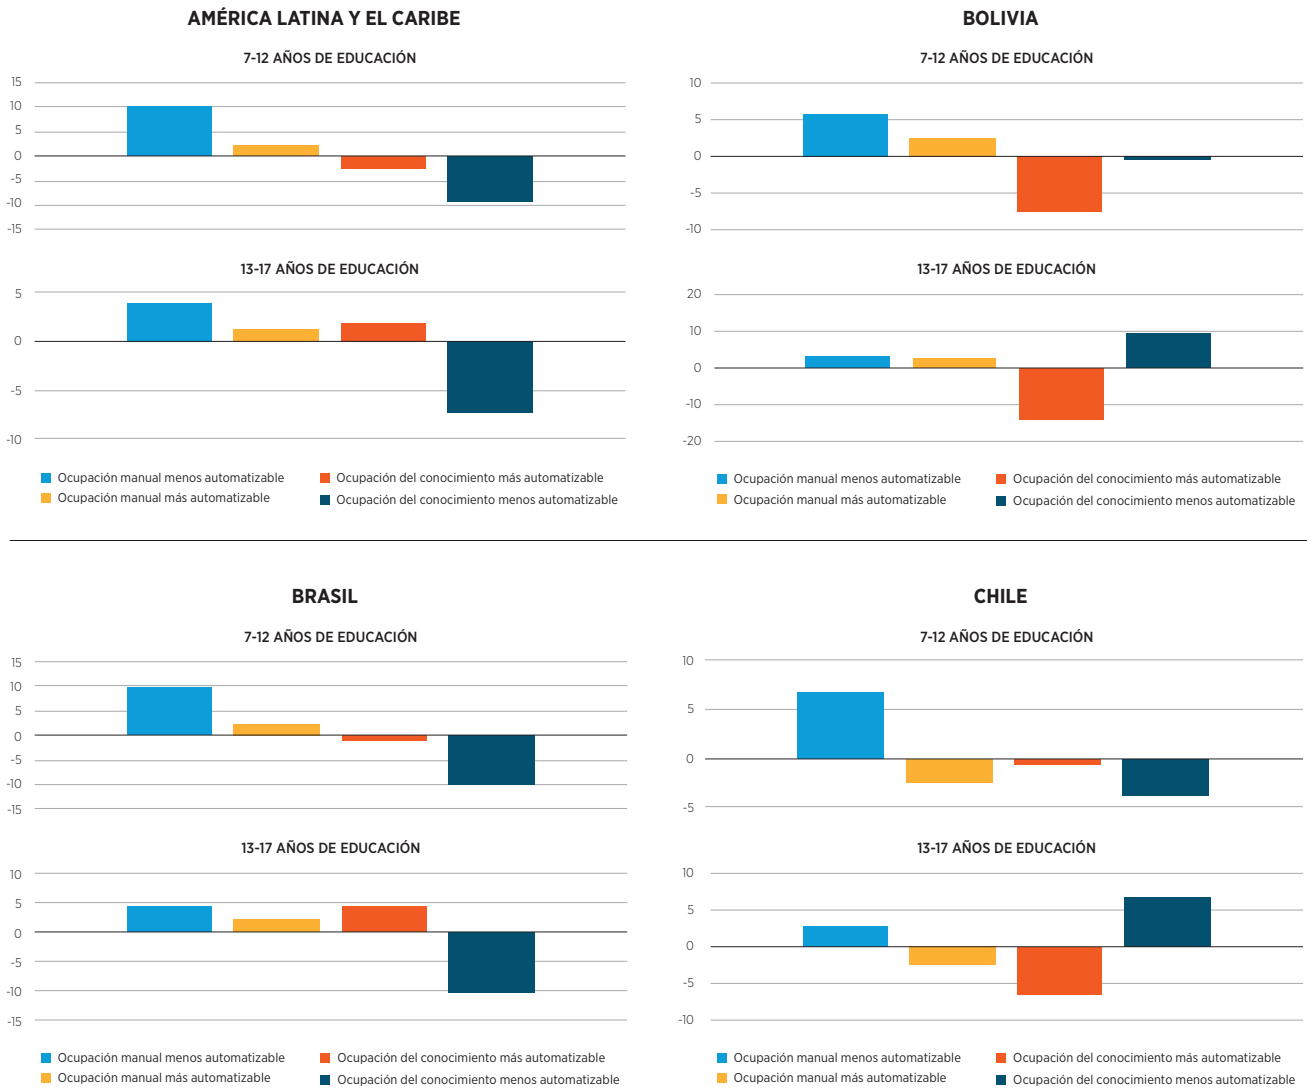 AMÉRICA LATINA Y EL CARIBE
7-12 AÑOS DE EDUCACIÓN
15
10
5
0
-5
-10
-15
13-17 AÑOS DE EDUCACIÓN
5
0
-5
-10
Ocupación manual menos automatizable
Ocupación manual más automatizable
Ocupación del conocimiento más automatizable
Ocupación del conocimiento menos automatizable
BOLIVIA
7-12 AÑOS DE EDUCACIÓN
10
5
0
-5
-10
13-17 AÑOS DE EDUCACIÓN
20
10
0
-10
-20
Ocupación manual menos automatizable
Ocupación manual más automatizable
Ocupación del conocimiento más automatizable
Ocupación del conocimiento menos automatizable
BRASIL
7-12 AÑOS DE EDUCACIÓN
15
10
5
0
-5
-10
-15
13-17 AÑOS DE EDUCACIÓN
10
5
0
-5
-10
-15
Ocupación manual menos automatizable
Ocupación manual más automatizable
Ocupación del conocimiento más automatizable
Ocupación del conocimiento menos automatizable
CHILE
7-12 AÑOS DE EDUCACIÓN
10
5
0
-5
13-17 AÑOS DE EDUCACIÓN
10
5
0
-5
-10
Ocupación manual menos automatizable
Ocupación manual más automatizable
Ocupación del conocimiento más automatizable
Ocupación del conocimiento menos automatizable